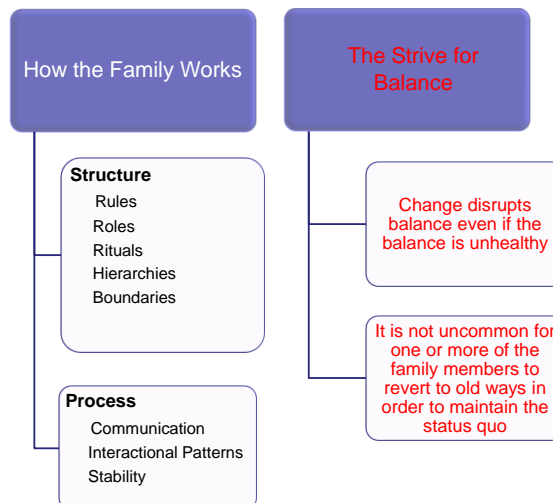 How the Family Works
Structure
Rules
Roles
Rituals
Hierarchies
Boundaries
Process
Communication
Interactional Patterns
Stability
The Strive for
Balance
Change disrupts
balance even if the
balance is unhealthy
It is not uncommon for
one or more of the
family members to
revert to old ways in
order to maintain the
status quo